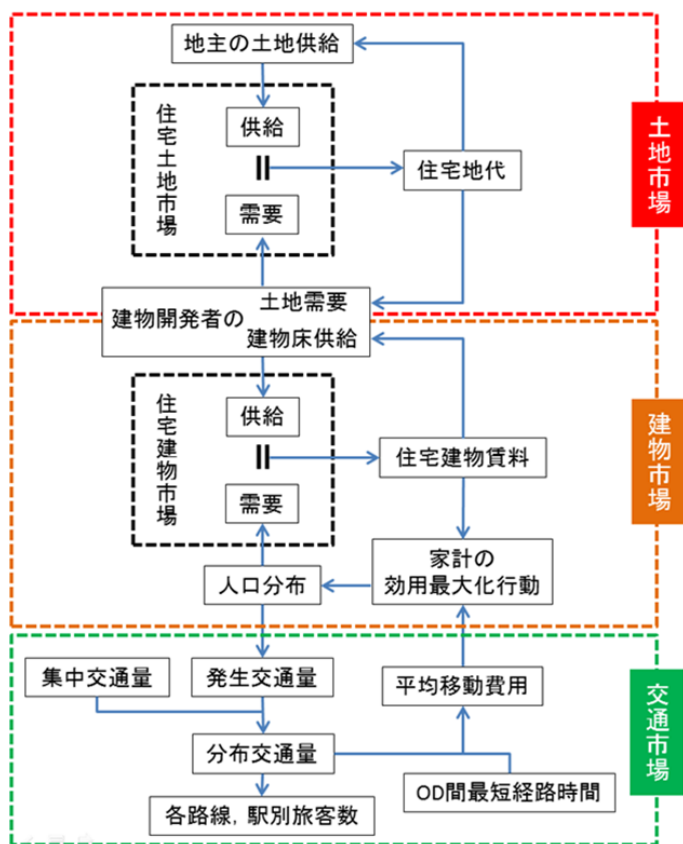 地主の土地供給
住宅土地市場
供給
=
需要
住宅地代
土地市場
建物開発者の
土地需要
建物床供給
住宅建物市場
供給
=
需要
住宅建物賃料
建物市場
人口分布
家計の
効用最大化行動
集中交通量
発生交通量
平均移動費用
交通市場
分布交通量
OD間最短経路時間
各路線,駅別旅客数